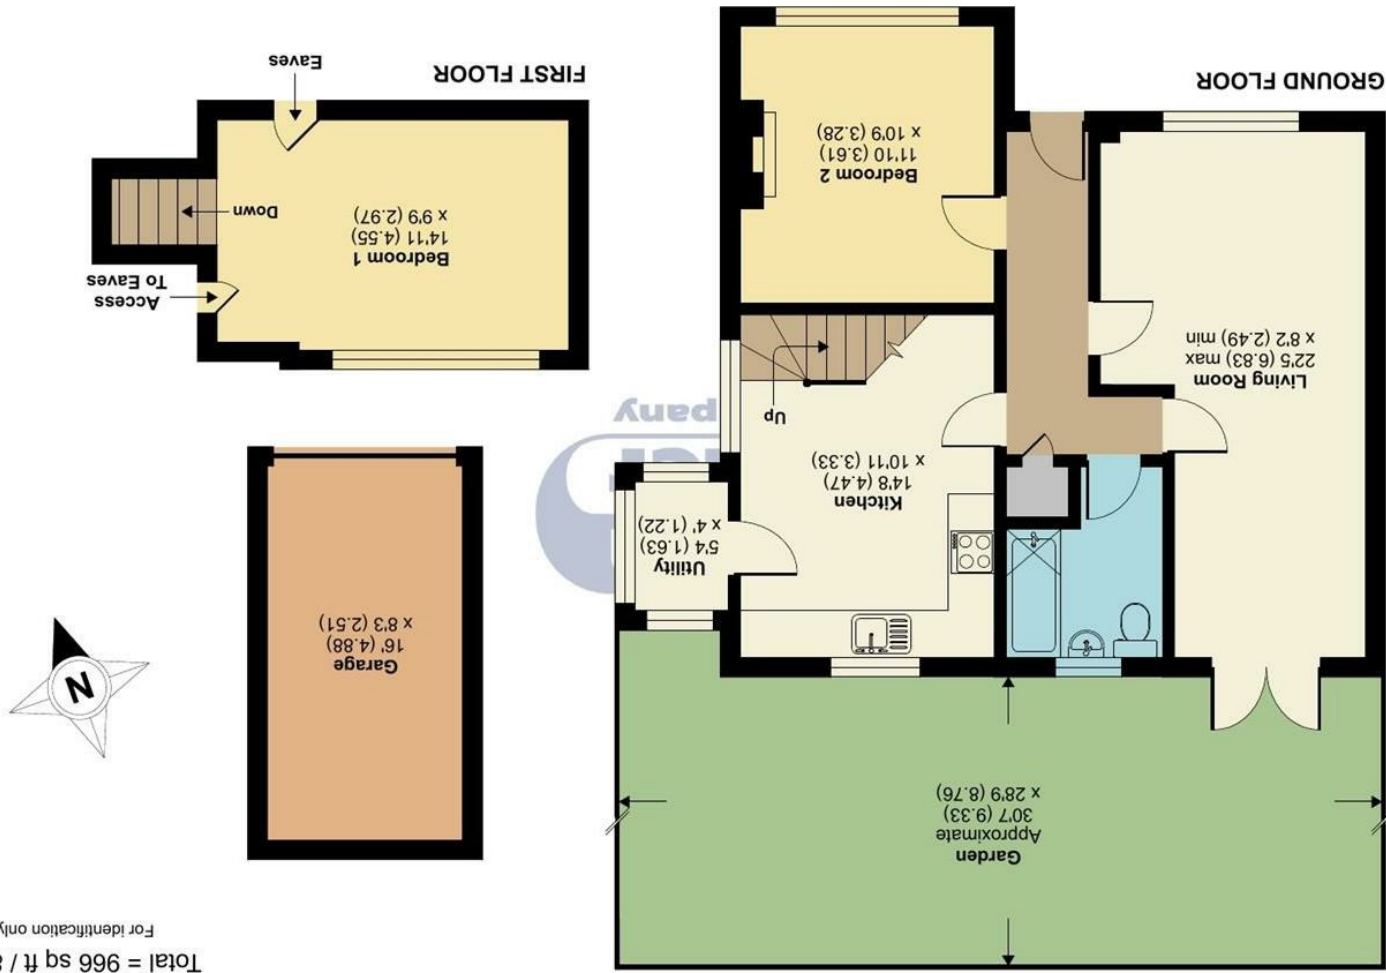 Total = 966 sq ft /
For identification only
Garden
Approximate
30'7 (9.33)
x 28'9 (8.76)
Garage
16' (4.88)
x 8'3 (2.51)
N
Utility
5'4 (1.63)
x 4' (1.22)
Kitchen
14'8 (4.47)
x 10'11 (3.33)
Up
Living Room
22'5 (6.83) max
x 8'2 (2.49) min
Bedroom 2
11'10 (3.61)
x 10'9 (3.28)
GROUND FLOOR
Access
To Eaves
Bedroom 1
14'11 (4.55)
x 9'9 (2.97)
Down
Eaves
FIRST FLOOR
pany